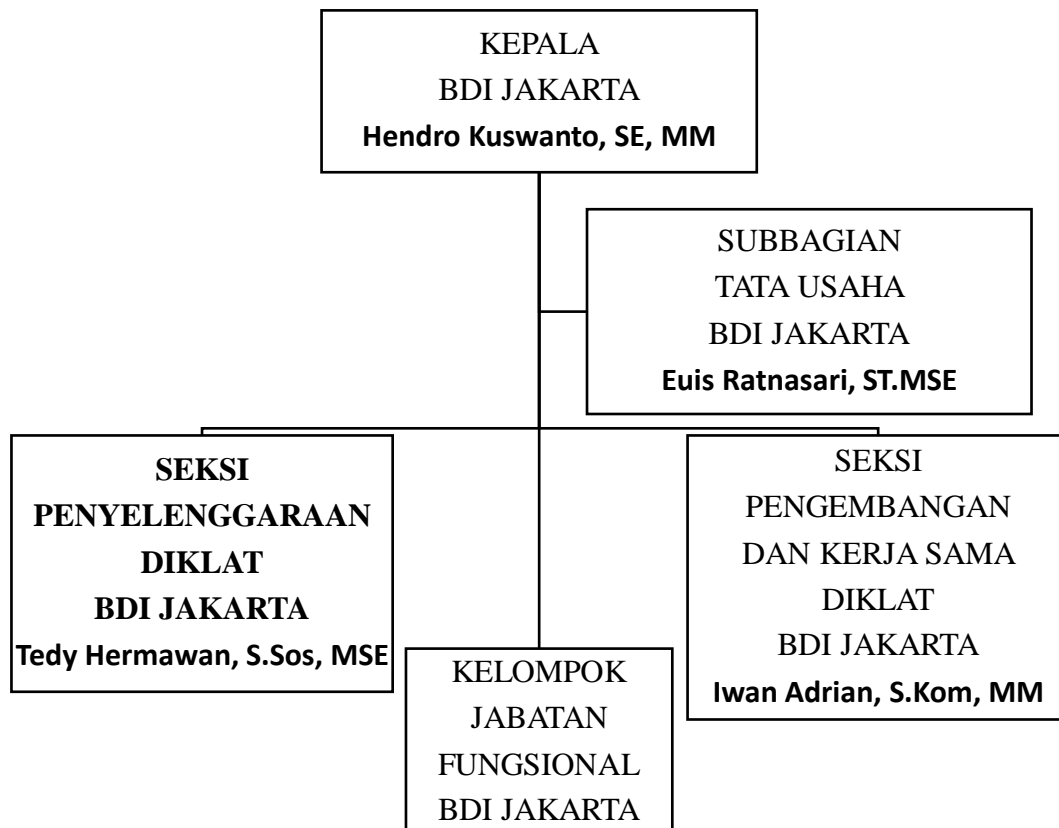 KEPALA
BDI JAKARTA
Hendro Kuswanto, SE, MM
SUBBAGIAN
TATA USAHA
BDI JAKARTA
Euis Ratnasari, ST.MSE
SEKSI
PENYELENGGARAAN
DIKLAT
BDI JAKARTA
Tedy Hermawan, S.Sos, MSE
SEKSI
PENGEMBANGAN
DAN KERJA SAMA
DIKLAT
BDI JAKARTA
Iwan Adrian, S.Kom, MM
KELOMPOK
JABATAN
FUNGSIONAL
BDI JAKARTA